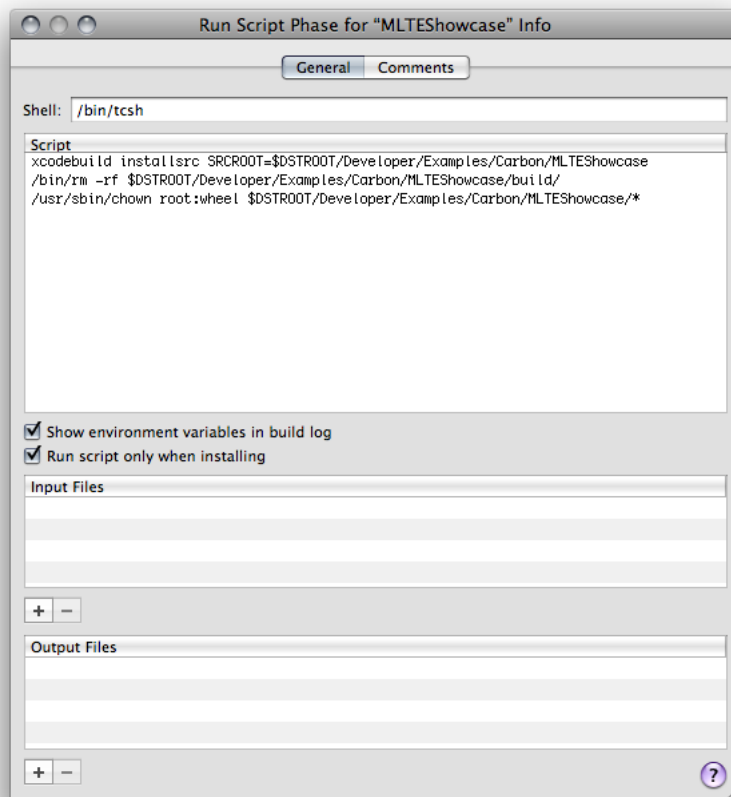 Run Script Phase for “MLTEShowcase” Info
General Comments
Shell: /bin/tcsh
Script
xcodebuild installsrc SRCROOT=$DSTROOT/Developer/Examples/Carbon/MLTEShowcase
/bin/rm -rf $DSTROOT/Developer/Examples/Carbon/MLTEShowcase/build/
/usr/sbin/chown root:wheel $DSTROOT/Developer/Examples/Carbon/MLTEShowcase/*
Show environment variables in build log
Run script only when installing
Input Files
+ −
Output Files
+ −
?